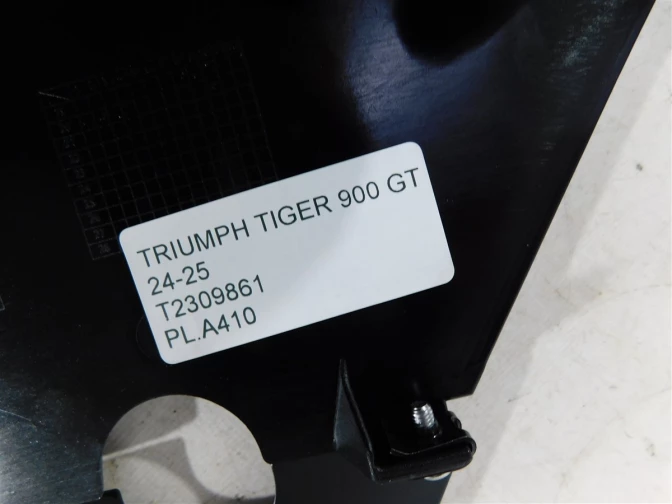 TRIUMPH TIGER 900 GT
24-25
T2309861
PL.A410